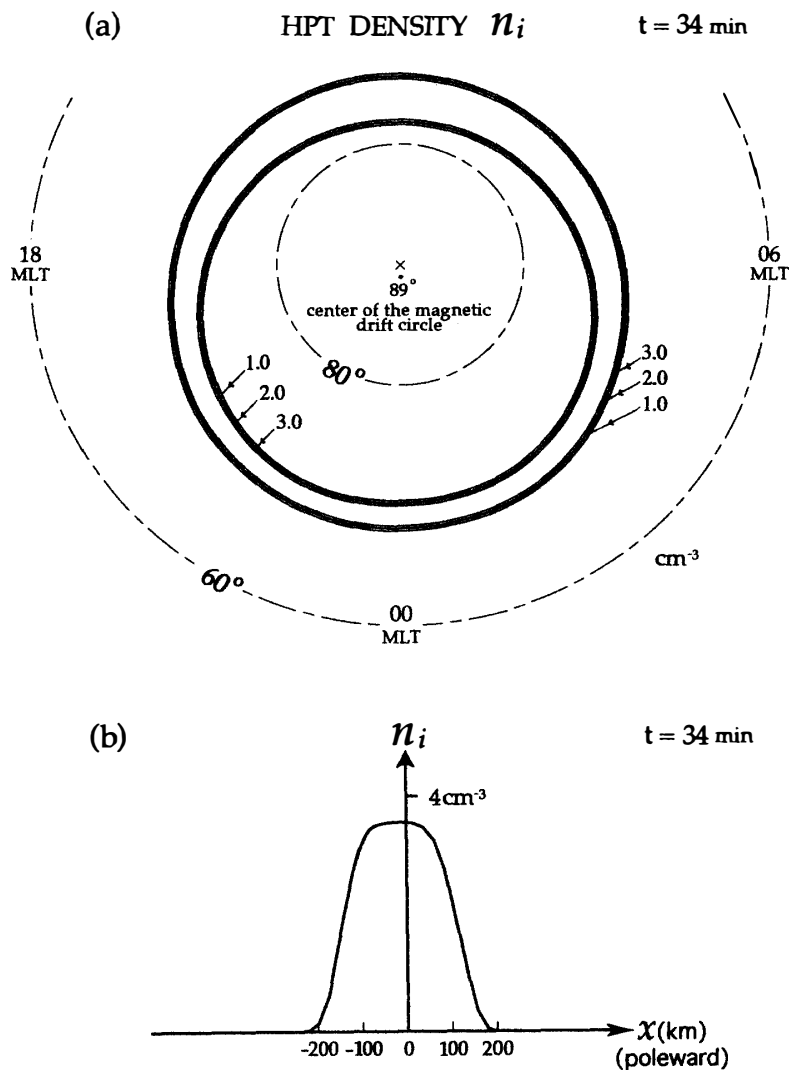 (a) HPT DENSITY n_i t = 34 min
18
MLT
06
MLT
×
89°
center of the magnetic
drift circle
80°
1.0
2.0
3.0
3.0
2.0
1.0
60°
cm⁻³
00
MLT
(b) n_i t = 34 min
4cm⁻³
-200 -100 0 100 200
x(km)
(poleward)